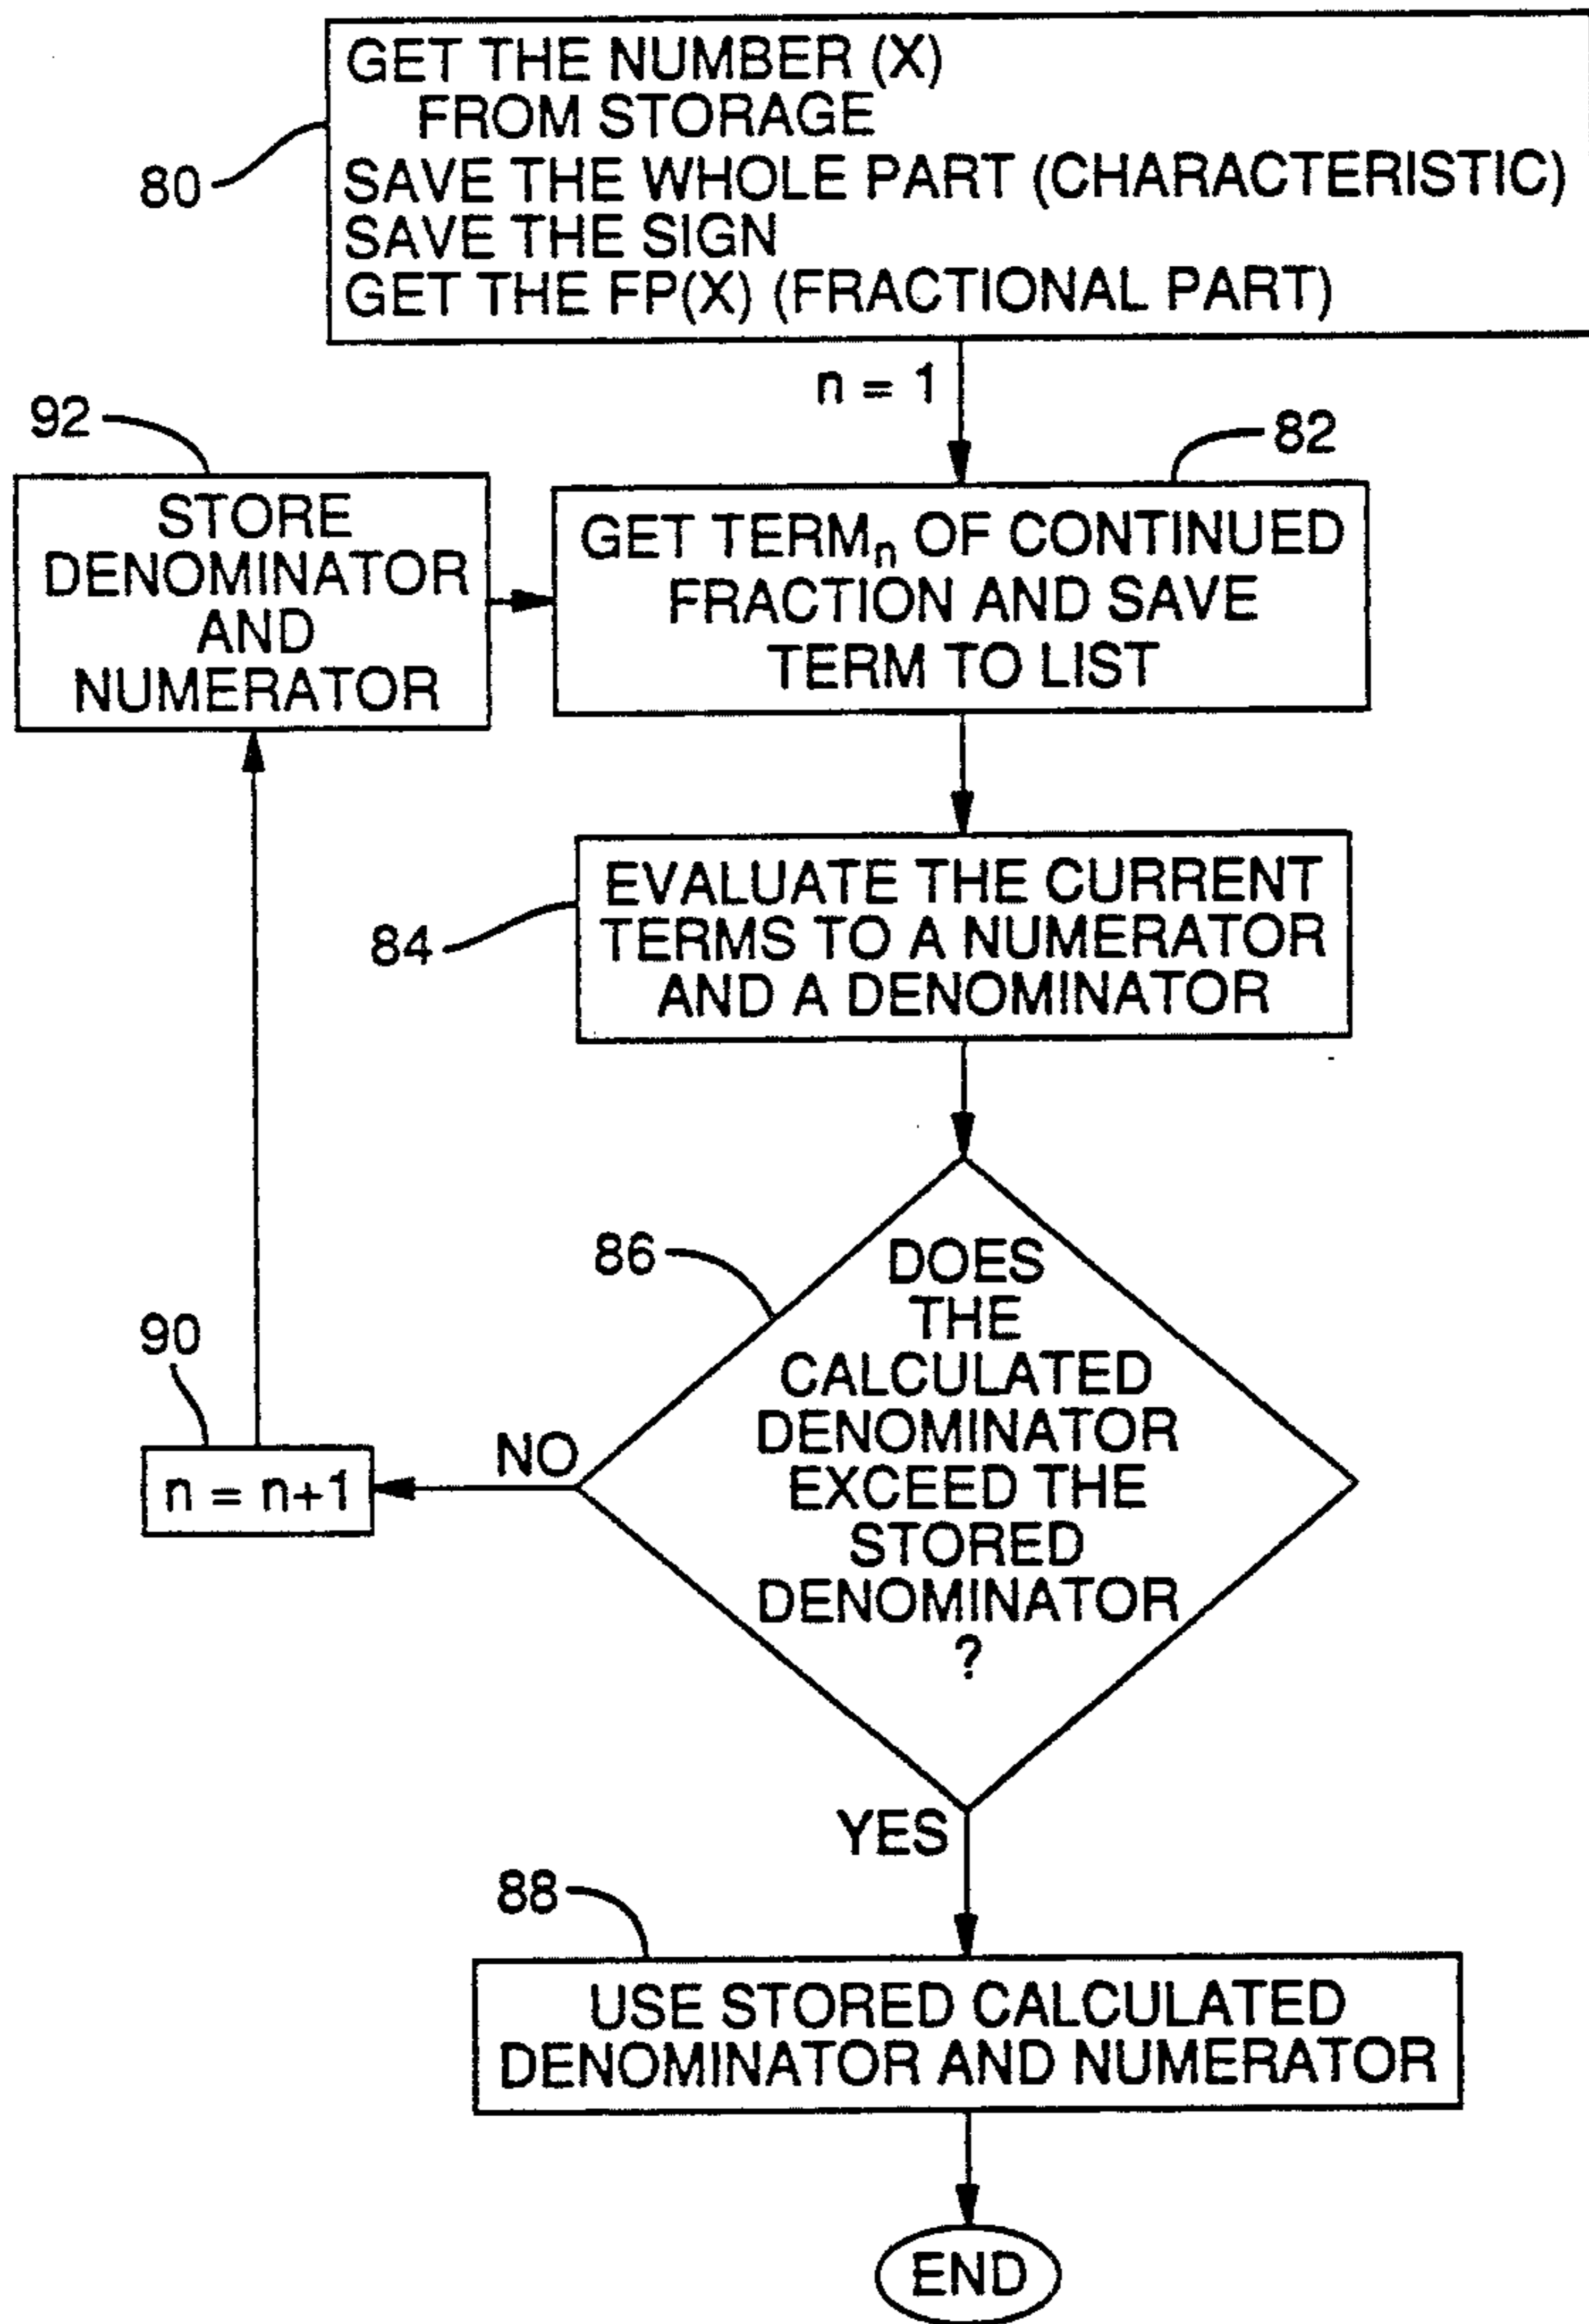 GET THE NUMBER (X)
FROM STORAGE
SAVE THE WHOLE PART (CHARACTERISTIC)
SAVE THE SIGN
GET THE FP(X) (FRACTIONAL PART)
80
n = 1
92
82
STORE
DENOMINATOR
AND
NUMERATOR
GET TERMn OF CONTINUED
FRACTION AND SAVE
TERM TO LIST
EVALUATE THE CURRENT
TERMS TO A NUMERATOR
AND A DENOMINATOR
84
86
DOES
THE
CALCULATED
DENOMINATOR
EXCEED THE
STORED
DENOMINATOR
?
90
NO
n = n+1
YES
88
USE STORED CALCULATED
DENOMINATOR AND NUMERATOR
END